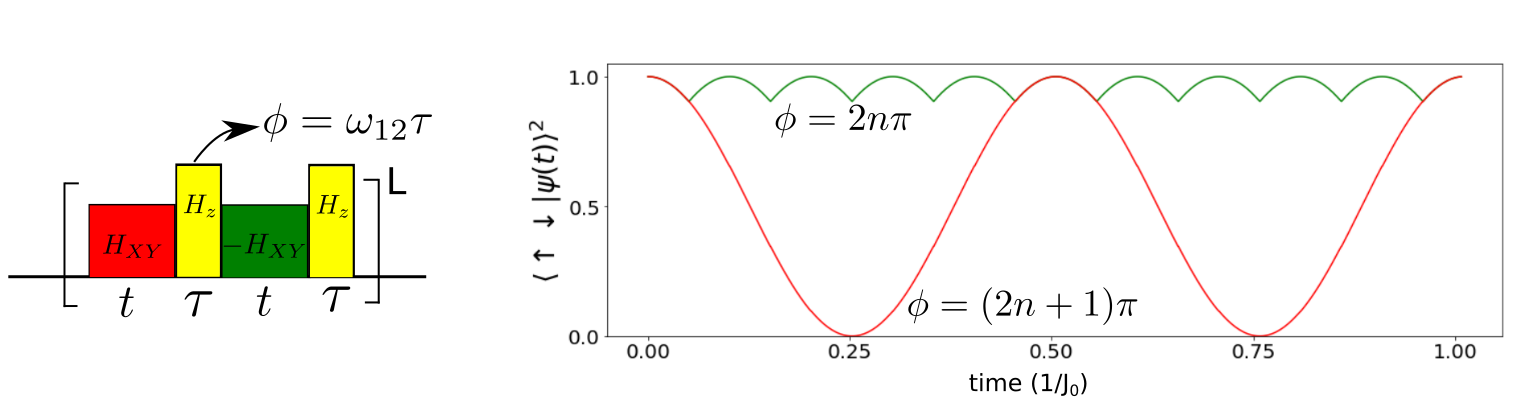 ϕ = ω₁₂τ
L
H_z
H_z
H_XY
−H_XY
t
τ
t
τ
⟨↑ ↓ |ψ(t)⟩²
1.0
0.5
0.0
ϕ = 2nπ
ϕ = (2n + 1)π
0.00
0.25
0.50
0.75
1.00
time (1/J₀)